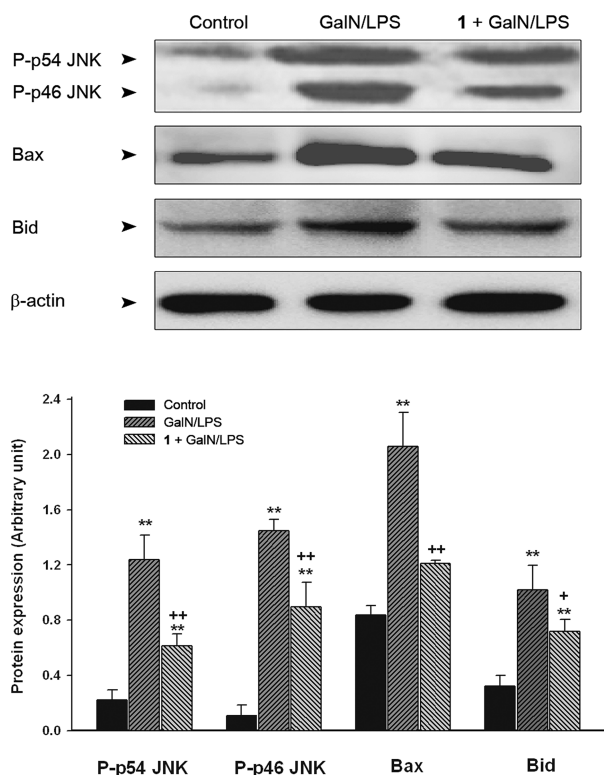 Control GalN/LPS 1 + GalN/LPS
P-p54 JNK
P-p46 JNK
Bax
Bid
β-actin
Protein expression (Arbitrary unit)
2.4
2.0
1.6
1.2
0.8
0.4
0.0
Control
GalN/LPS
1 + GalN/LPS
**
++
**
**
++
**
**
++
**
+
**
P-p54 JNK P-p46 JNK Bax Bid